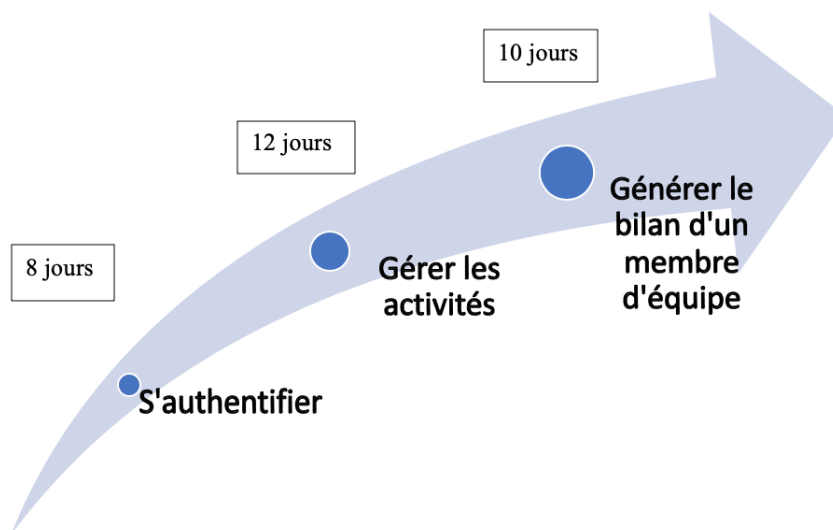 8 jours
S'authentifier
12 jours
Gérer les
activités
10 jours
Générer le
bilan d'un
membre
d'équipe